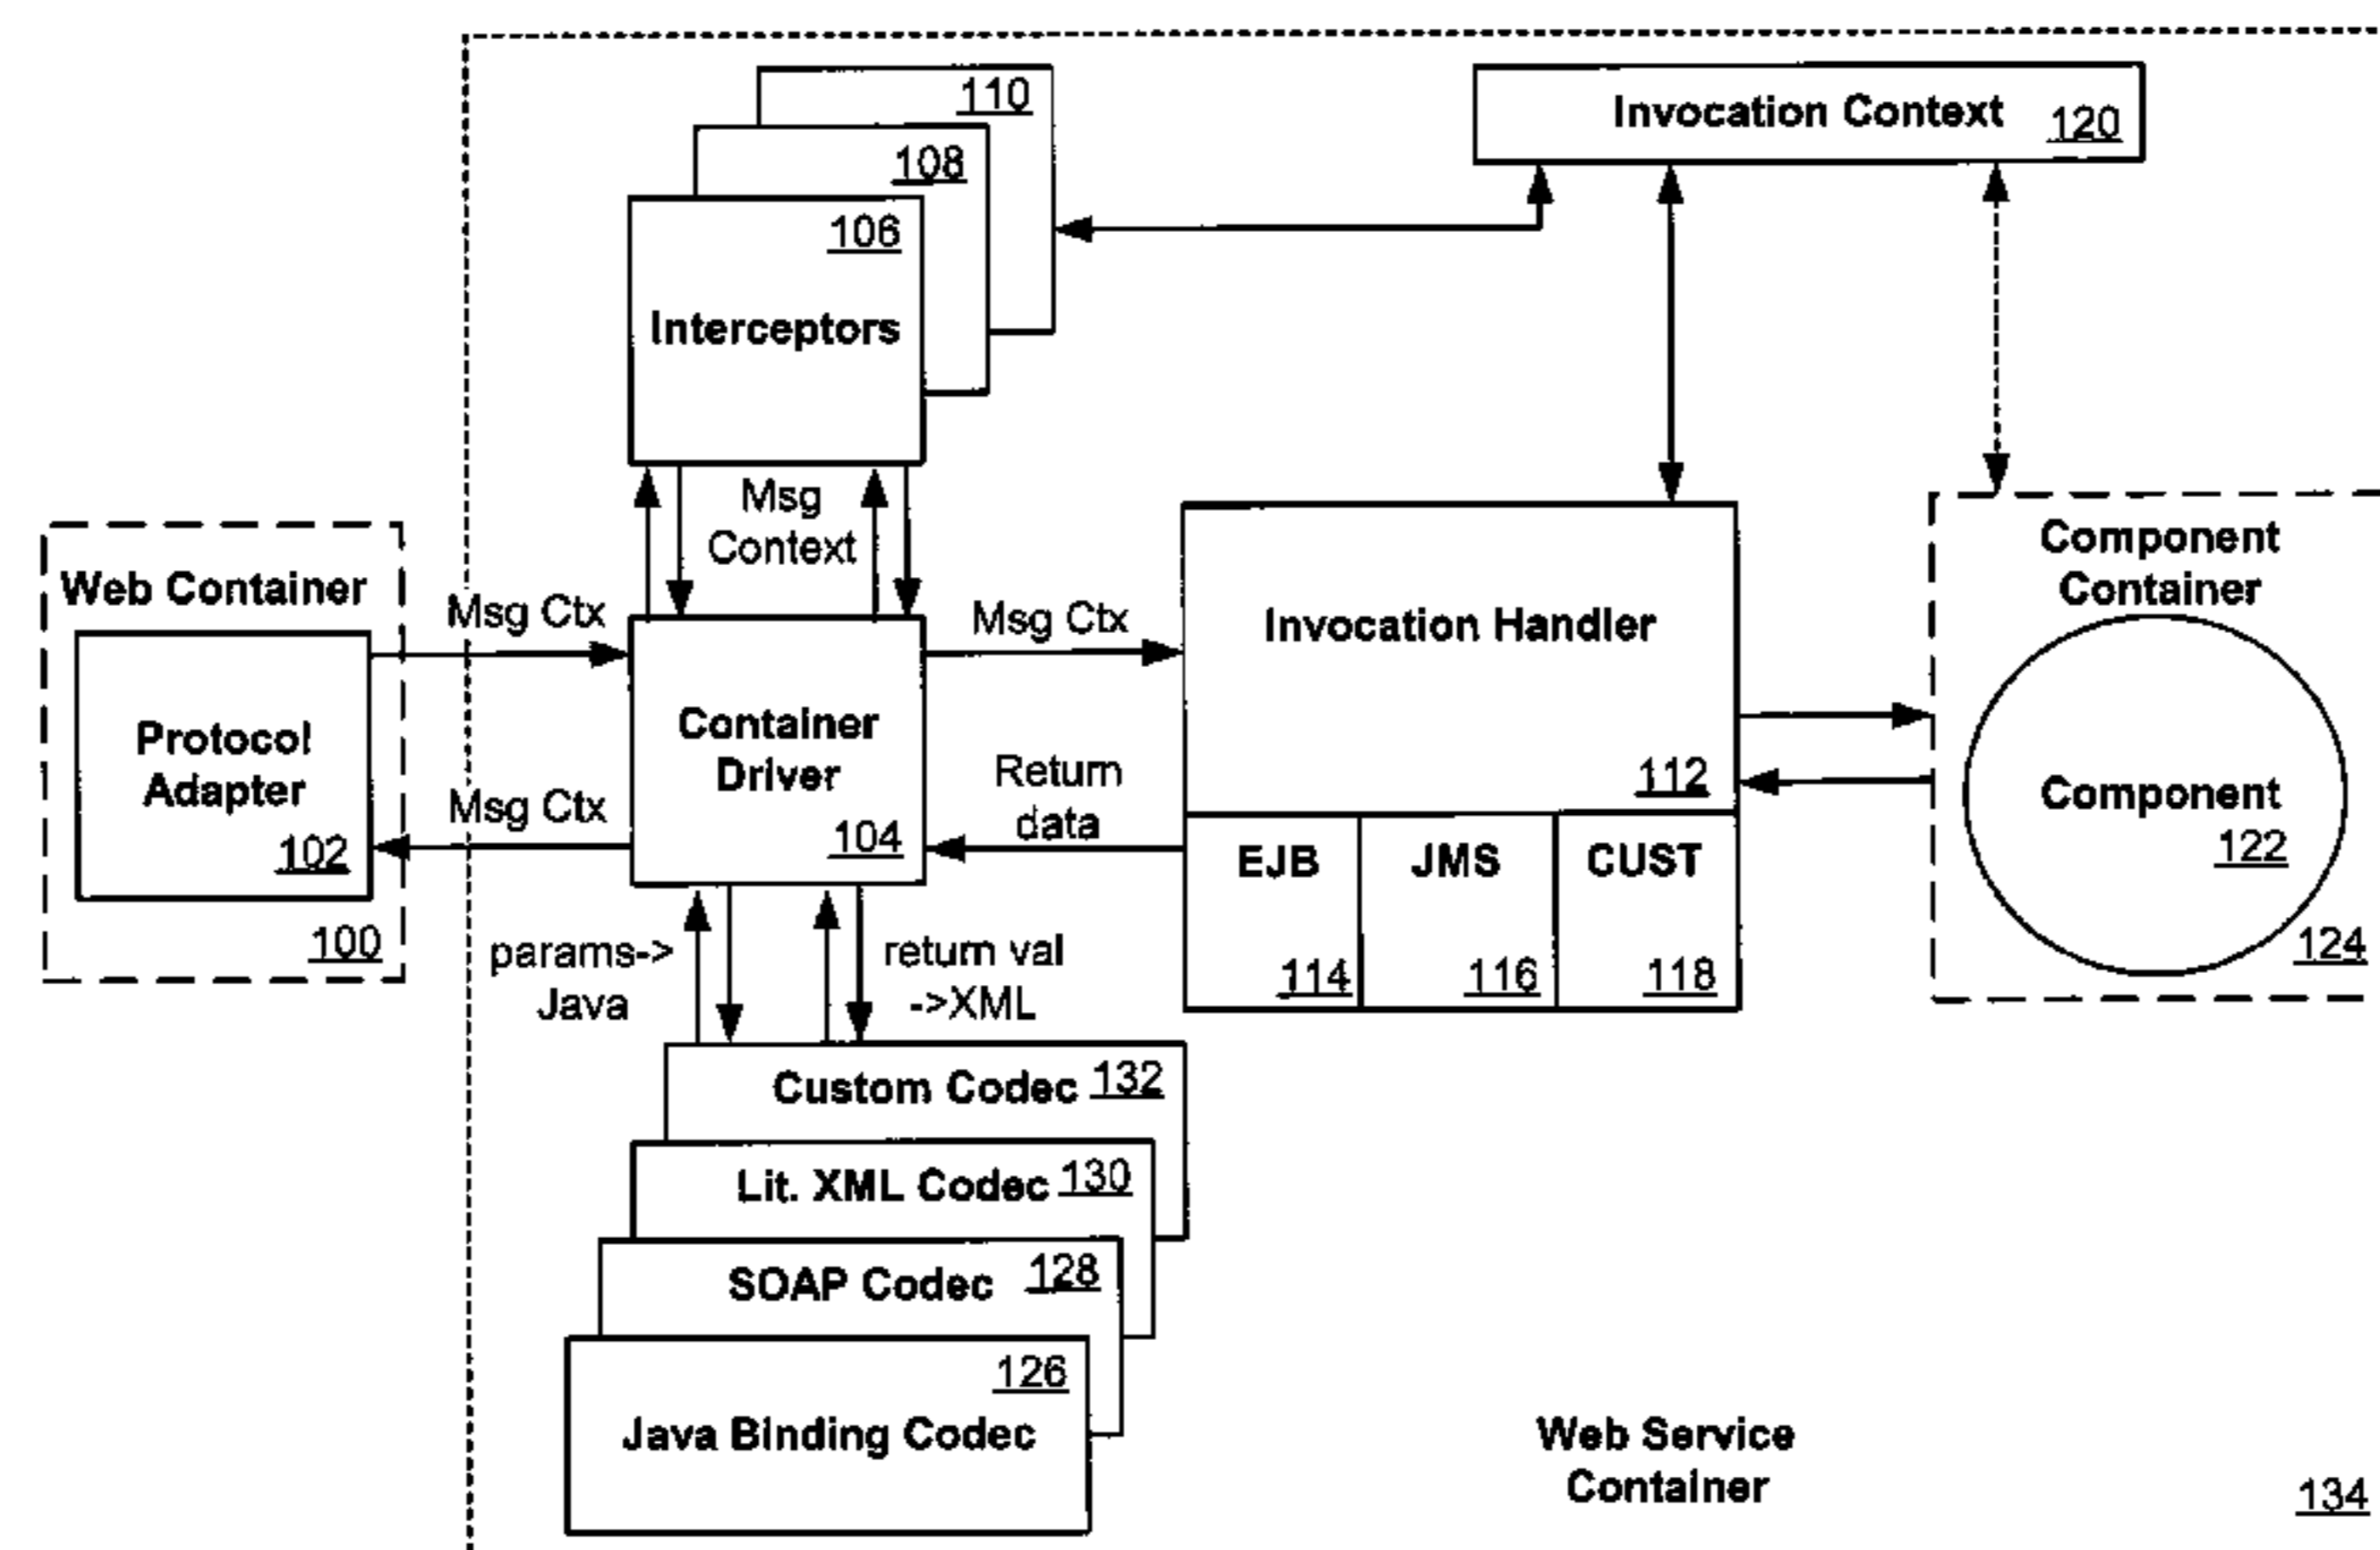 110
108
106
Interceptors
Invocation Context 120
Msg
Context
Web Container
Protocol
Adapter
102
100
Msg Ctx
Msg Ctx
Container
Driver
104
Msg Ctx
Return
data
Invocation Handler
112
EJB
114
JMS
116
CUST
118
Component
Container
Component
122
124
params->
Java
return val
->XML
Custom Codec 132
Lit. XML Codec 130
SOAP Codec 128
126
Java Binding Codec
Web Service
Container
134